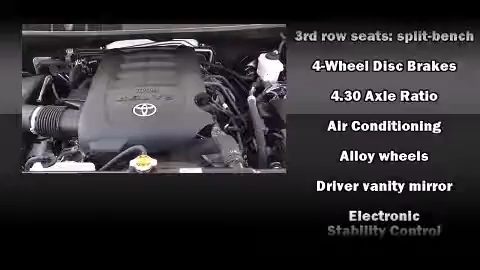 3rd row seats: split-bench
4-Wheel Disc Brakes
4.30 Axle Ratio
Air Conditioning
Alloy wheels
Driver vanity mirror
Electronic
Stability Control